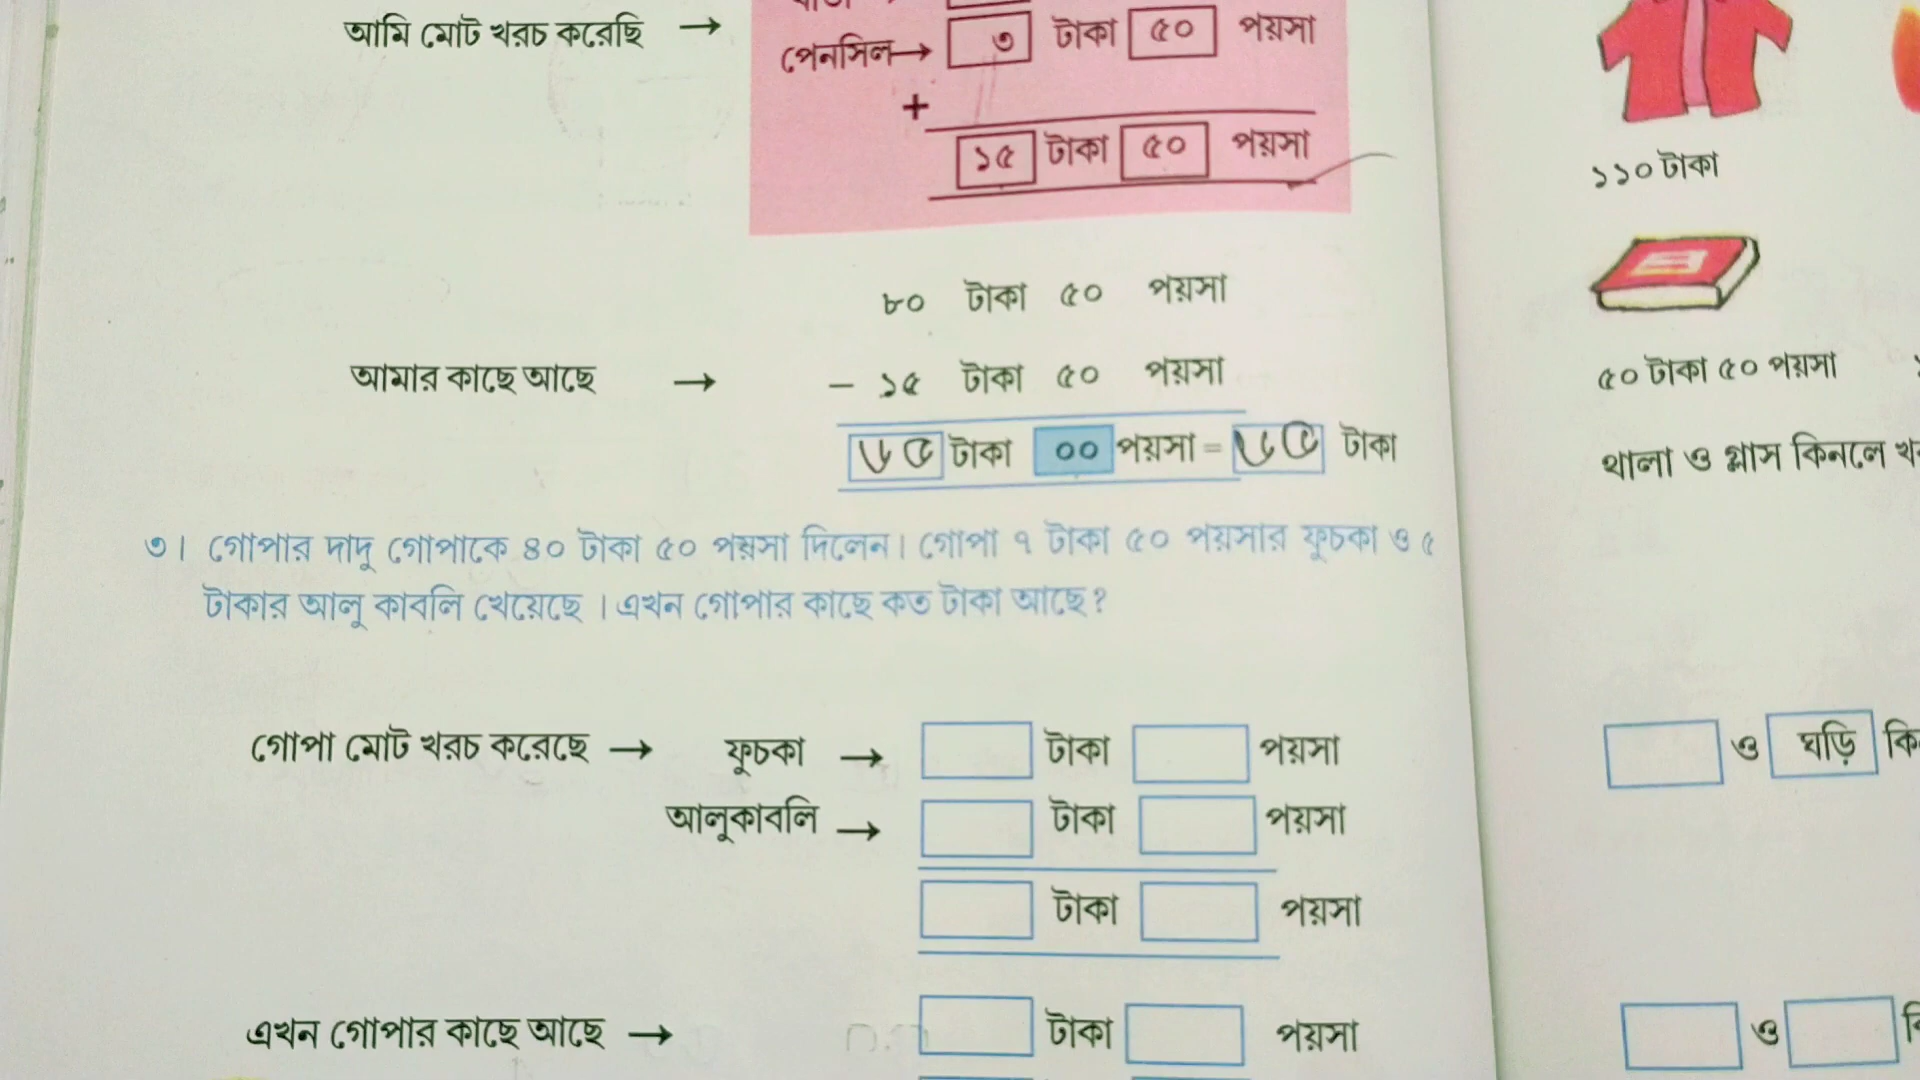 আমি মোট খরচ করেছি →
পেনসিল→ ৩ টাকা ৫০ পয়সা
+
১৫ টাকা ৫০ পয়সা
৮০ টাকা ৫০ পয়সা
আমার কাছে আছে → – ১৫ টাকা ৫০ পয়সা
৬৫ টাকা ০০ পয়সা = ৬৫ টাকা
৩। গোপার দাদু গোপাকে ৪০ টাকা ৫০ পয়সা দিলেন। গোপা ৭ টাকা ৫০ পয়সার ফুচকা ও ৫
টাকার আলু কাবলি খেয়েছে। এখন গোপার কাছে কত টাকা আছে?
গোপা মোট খরচ করেছে → ফুচকা → টাকা পয়সা
আলুকাবলি → টাকা পয়সা
টাকা পয়সা
এখন গোপার কাছে আছে → টাকা পয়সা
১১০ টাকা
৫০ টাকা ৫০ পয়সা
থালা ও গ্লাস কিনলে
ও ঘড়ি
ও